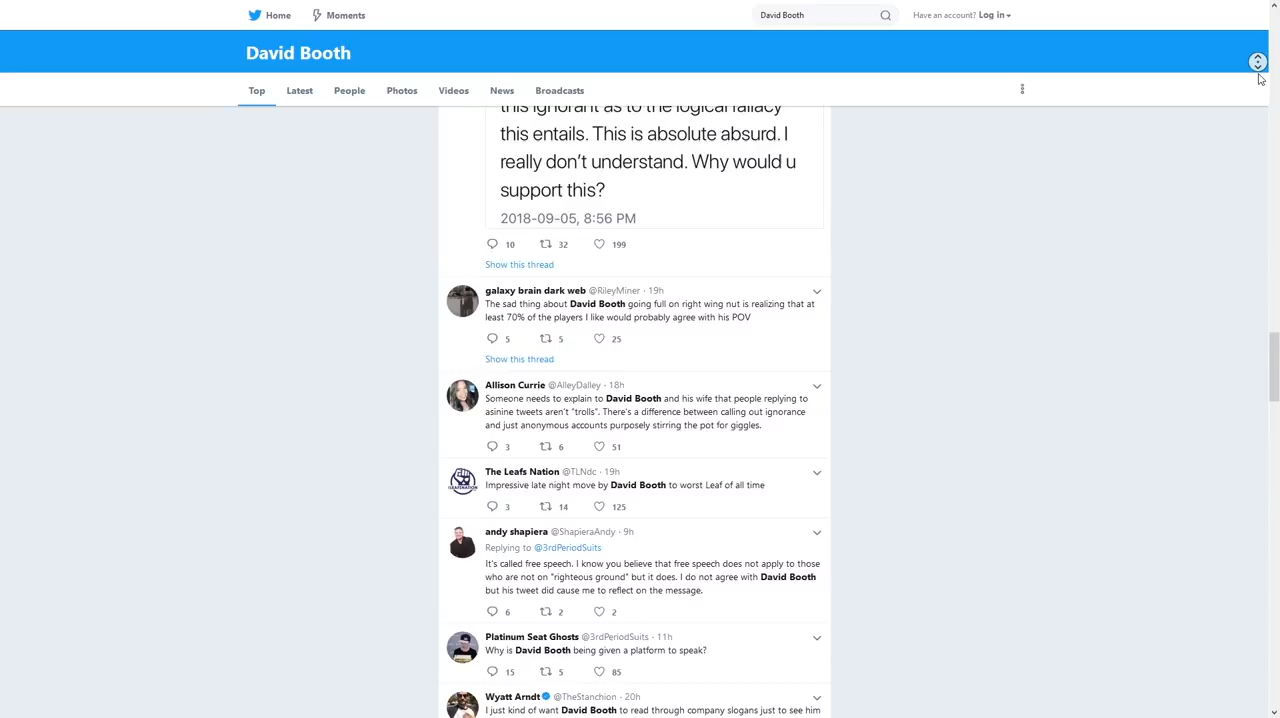 Home
Moments
David Booth
Have an account? Log in
David Booth
Top
Latest
People
Photos
Videos
News
Broadcasts
this ignorant as to the logical fallacy
this entails. This is absolute absurd. I
really don't understand. Why would u
support this?
2018-09-05, 8:56 PM
10 32 199
Show this thread
galaxy brain dark web @RileyMiner · 19h
The sad thing about David Booth going full on right wing nut is realizing that at
least 70% of the players I like would probably agree with his POV
5 5 25
Show this thread
Allison Currie @AlleyDalley · 18h
Someone needs to explain to David Booth and his wife that people replying to
asinine tweets aren't "trolls". There's a difference between calling out ignorance
and just anonymous accounts purposely stirring the pot for giggles.
3 6 51
The Leafs Nation @TLNdc · 19h
Impressive late night move by David Booth to worst Leaf of all time
3 14 125
andy shapiera @ShapieraAndy · 9h
Replying to @3rdPeriodSuits
It's called free speech. I know you believe that free speech does not apply to those
who are not on "righteous ground" but it does. I do not agree with David Booth
but his tweet did cause me to reflect on the message.
6 2 2
Platinum Seat Ghosts @3rdPeriodSuits · 11h
Why is David Booth being given a platform to speak?
15 5 85
Wyatt Arndt @TheStanchion · 20h
I just kind of want David Booth to read through company slogans just to see him